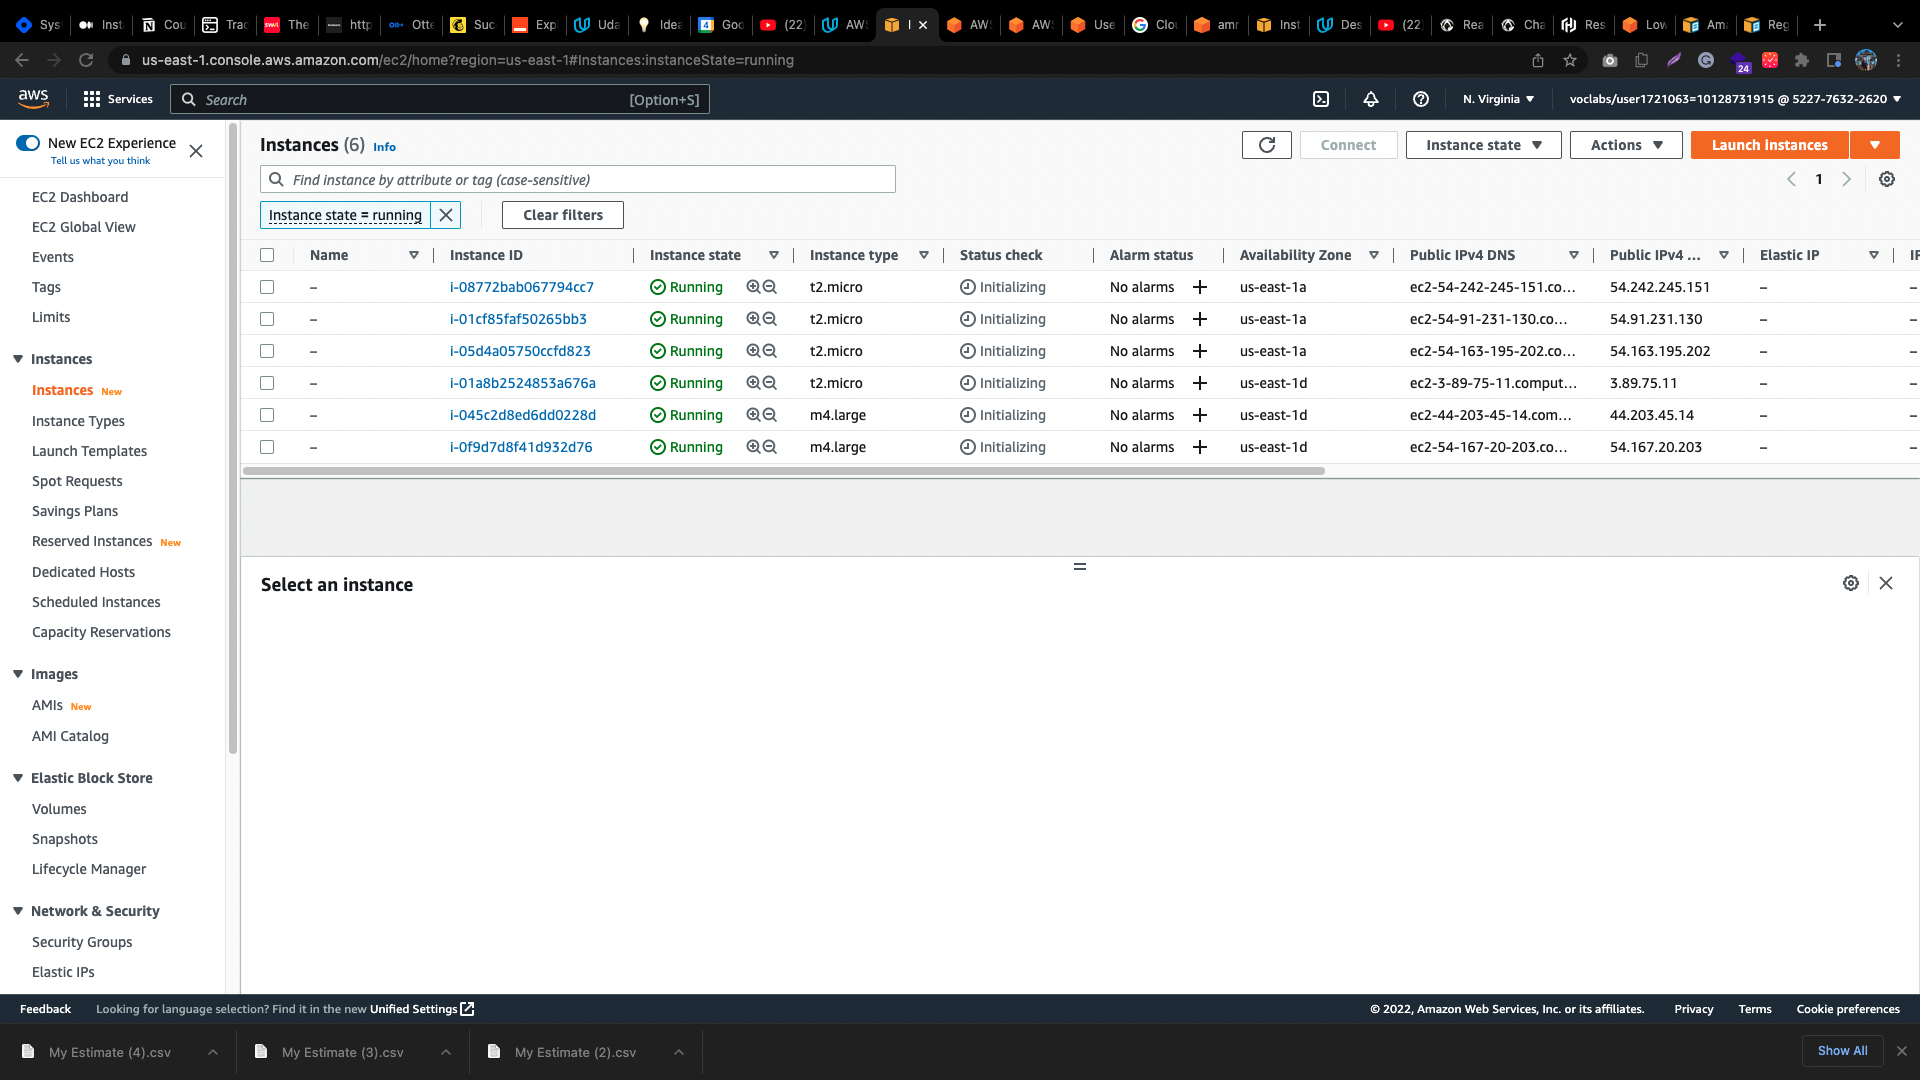 Sys
Inst
Cou
Trac
The
http
Otte
Suc
Exp
Uda
Idea
Goo
(22)
AWS
I
AWS
AWS
Use
Clou
amr
Inst
Des
(22)
Rea
Cha
Res
Low
Ama
Reg
us-east-1.console.aws.amazon.com/ec2/home?region=us-east-1#Instances:instanceState=running
24
aws
Services
Search
[Option+S]
N. Virginia
voclabs/user1721063=10128731915 @ 5227-7632-2620
New EC2 Experience
Tell us what you think
EC2 Dashboard
EC2 Global View
Events
Tags
Limits
Instances
Instances New
Instance Types
Launch Templates
Spot Requests
Savings Plans
Reserved Instances New
Dedicated Hosts
Scheduled Instances
Capacity Reservations
Images
AMIs New
AMI Catalog
Elastic Block Store
Volumes
Snapshots
Lifecycle Manager
Network & Security
Security Groups
Elastic IPs
Instances (6) Info
Connect
Instance state
Actions
Launch instances
Find instance by attribute or tag (case-sensitive)
1
Instance state = running
Clear filters
Name Instance ID Instance state Instance type Status check Alarm status Availability Zone Public IPv4 DNS Public IPv4 ... Elastic IP IP
– i-08772bab067794cc7 Running t2.micro Initializing No alarms + us-east-1a ec2-54-242-245-151.co... 54.242.245.151 – –
– i-01cf85faf50265bb3 Running t2.micro Initializing No alarms + us-east-1a ec2-54-91-231-130.co... 54.91.231.130 – –
– i-05d4a05750ccfd823 Running t2.micro Initializing No alarms + us-east-1a ec2-54-163-195-202.co... 54.163.195.202 – –
– i-01a8b2524853a676a Running t2.micro Initializing No alarms + us-east-1d ec2-3-89-75-11.comput... 3.89.75.11 – –
– i-045c2d8ed6dd0228d Running m4.large Initializing No alarms + us-east-1d ec2-44-203-45-14.com... 44.203.45.14 – –
– i-0f9d7d8f41d932d76 Running m4.large Initializing No alarms + us-east-1d ec2-54-167-20-203.co... 54.167.20.203 – –
Select an instance
Feedback
Looking for language selection? Find it in the new Unified Settings
© 2022, Amazon Web Services, Inc. or its affiliates.
Privacy
Terms
Cookie preferences
My Estimate (4).csv
My Estimate (3).csv
My Estimate (2).csv
Show All